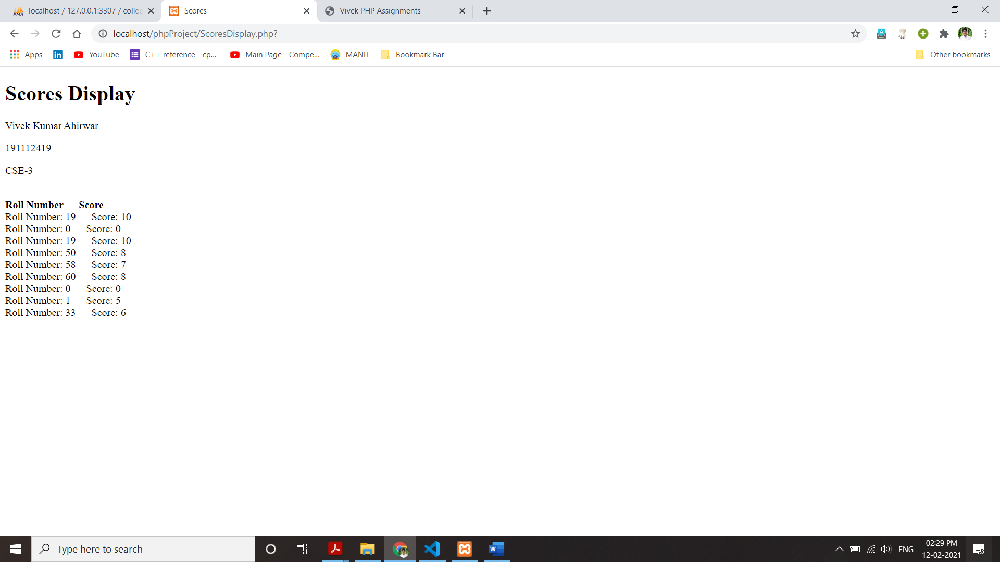 localhost / 127.0.0.1:3307 / colleg
Scores
Vivek PHP Assignments
localhost/phpProject/ScoresDisplay.php?
Apps
YouTube
C++ reference - cp...
Main Page - Compe...
MANIT
Bookmark Bar
Other bookmarks
Scores Display
Vivek Kumar Ahirwar
191112419
CSE-3
Roll Number Score
Roll Number: 19 Score: 10
Roll Number: 0 Score: 0
Roll Number: 19 Score: 10
Roll Number: 50 Score: 8
Roll Number: 58 Score: 7
Roll Number: 60 Score: 8
Roll Number: 0 Score: 0
Roll Number: 1 Score: 5
Roll Number: 33 Score: 6
Type here to search
ENG
02:29 PM
12-02-2021